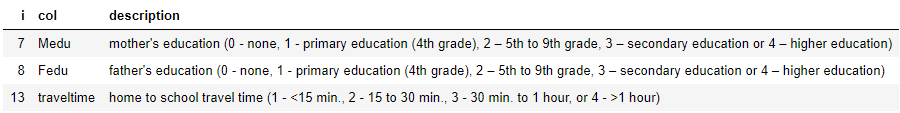 i col description
7 Medu mother's education (0 - none, 1 - primary education (4th grade), 2 – 5th to 9th grade, 3 – secondary education or 4 – higher education)
8 Fedu father's education (0 - none, 1 - primary education (4th grade), 2 – 5th to 9th grade, 3 – secondary education or 4 – higher education)
13 traveltime home to school travel time (1 - <15 min., 2 - 15 to 30 min., 3 - 30 min. to 1 hour, or 4 - >1 hour)